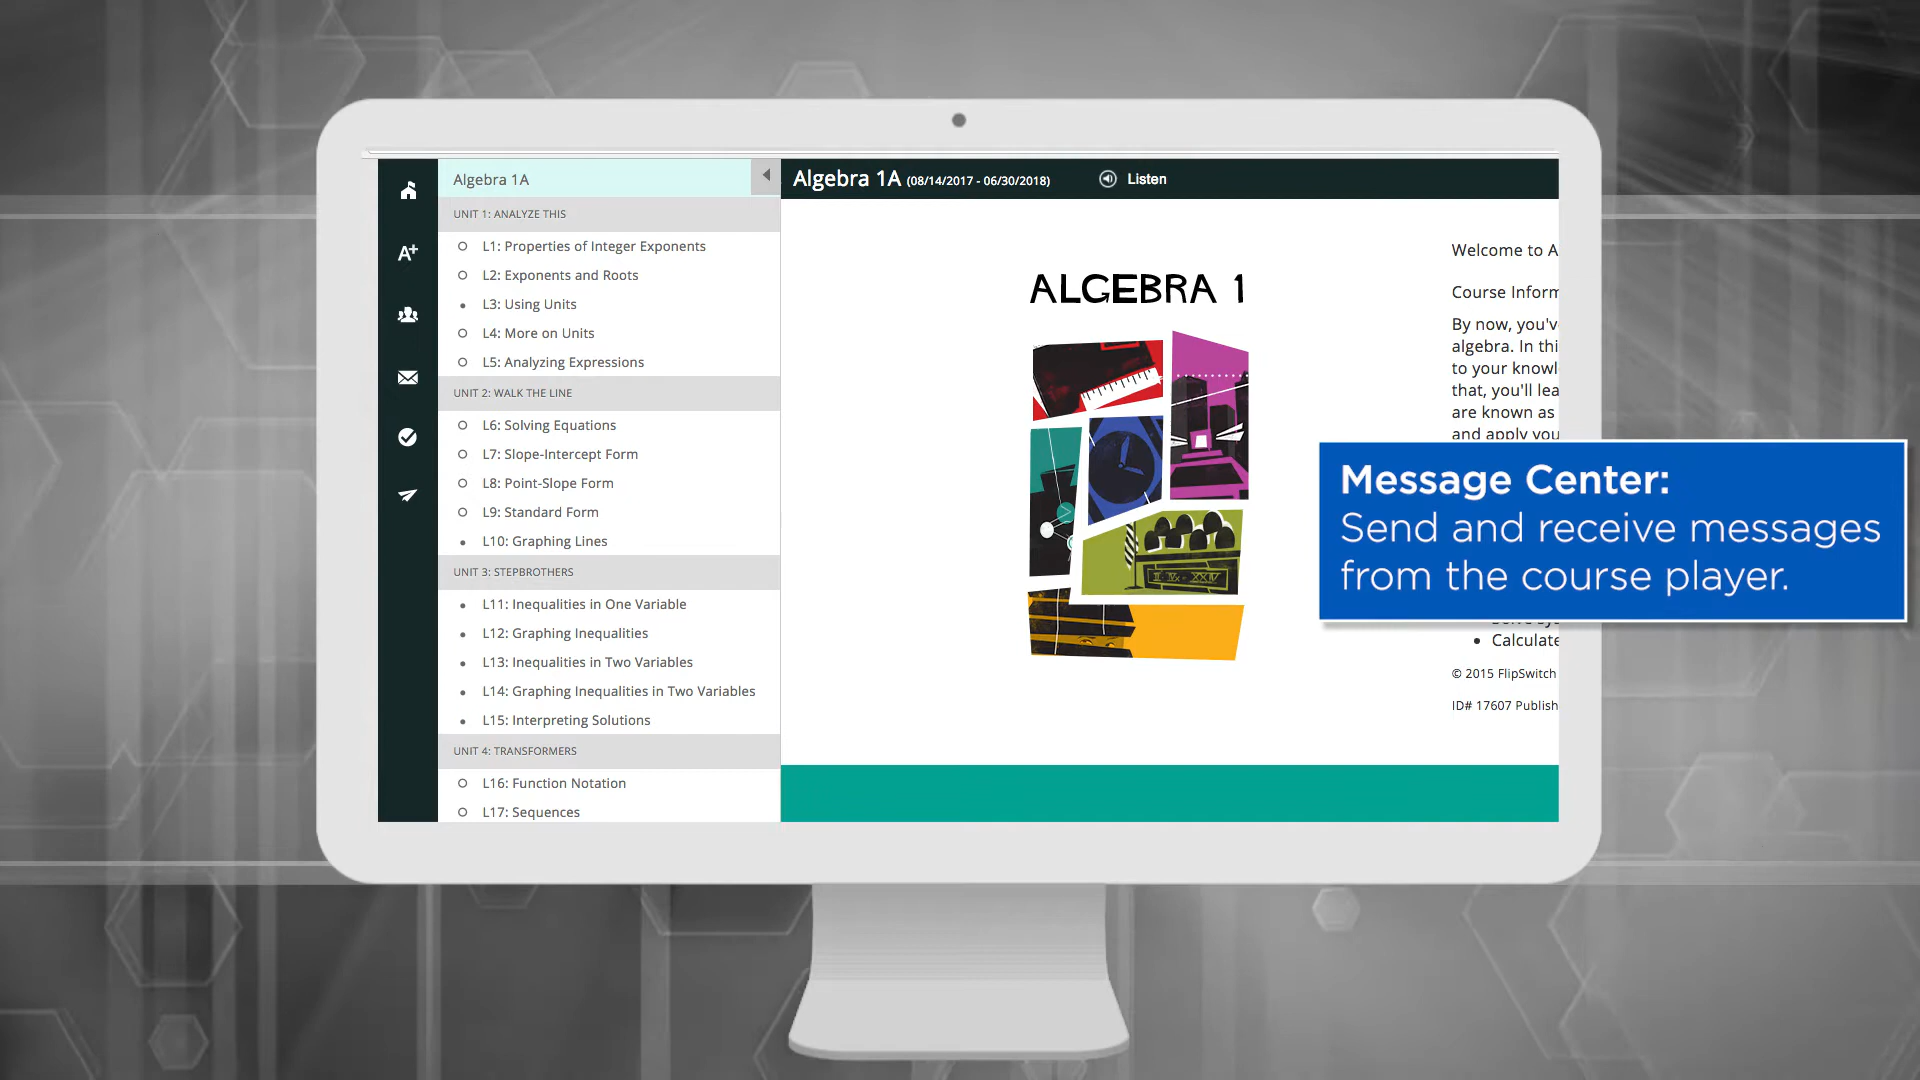 Algebra 1A
UNIT 1: ANALYZE THIS
L1: Properties of Integer Exponents
L2: Exponents and Roots
L3: Using Units
L4: More on Units
L5: Analyzing Expressions
UNIT 2: WALK THE LINE
L6: Solving Equations
L7: Slope-Intercept Form
L8: Point-Slope Form
L9: Standard Form
L10: Graphing Lines
UNIT 3: STEPBROTHERS
L11: Inequalities in One Variable
L12: Graphing Inequalities
L13: Inequalities in Two Variables
L14: Graphing Inequalities in Two Variables
L15: Interpreting Solutions
UNIT 4: TRANSFORMERS
L16: Function Notation
L17: Sequences
A+
Algebra 1A (08/14/2017 - 06/30/2018)
Listen
ALGEBRA 1
Welcome to A
Course Inform
By now, you'v
algebra. In thi
to your knowl
that, you'll lea
are known as
and apply you
Message Center:
Send and receive messages
from the course player.
Calculate
© 2015 FlipSwitch
ID# 17607 Publish